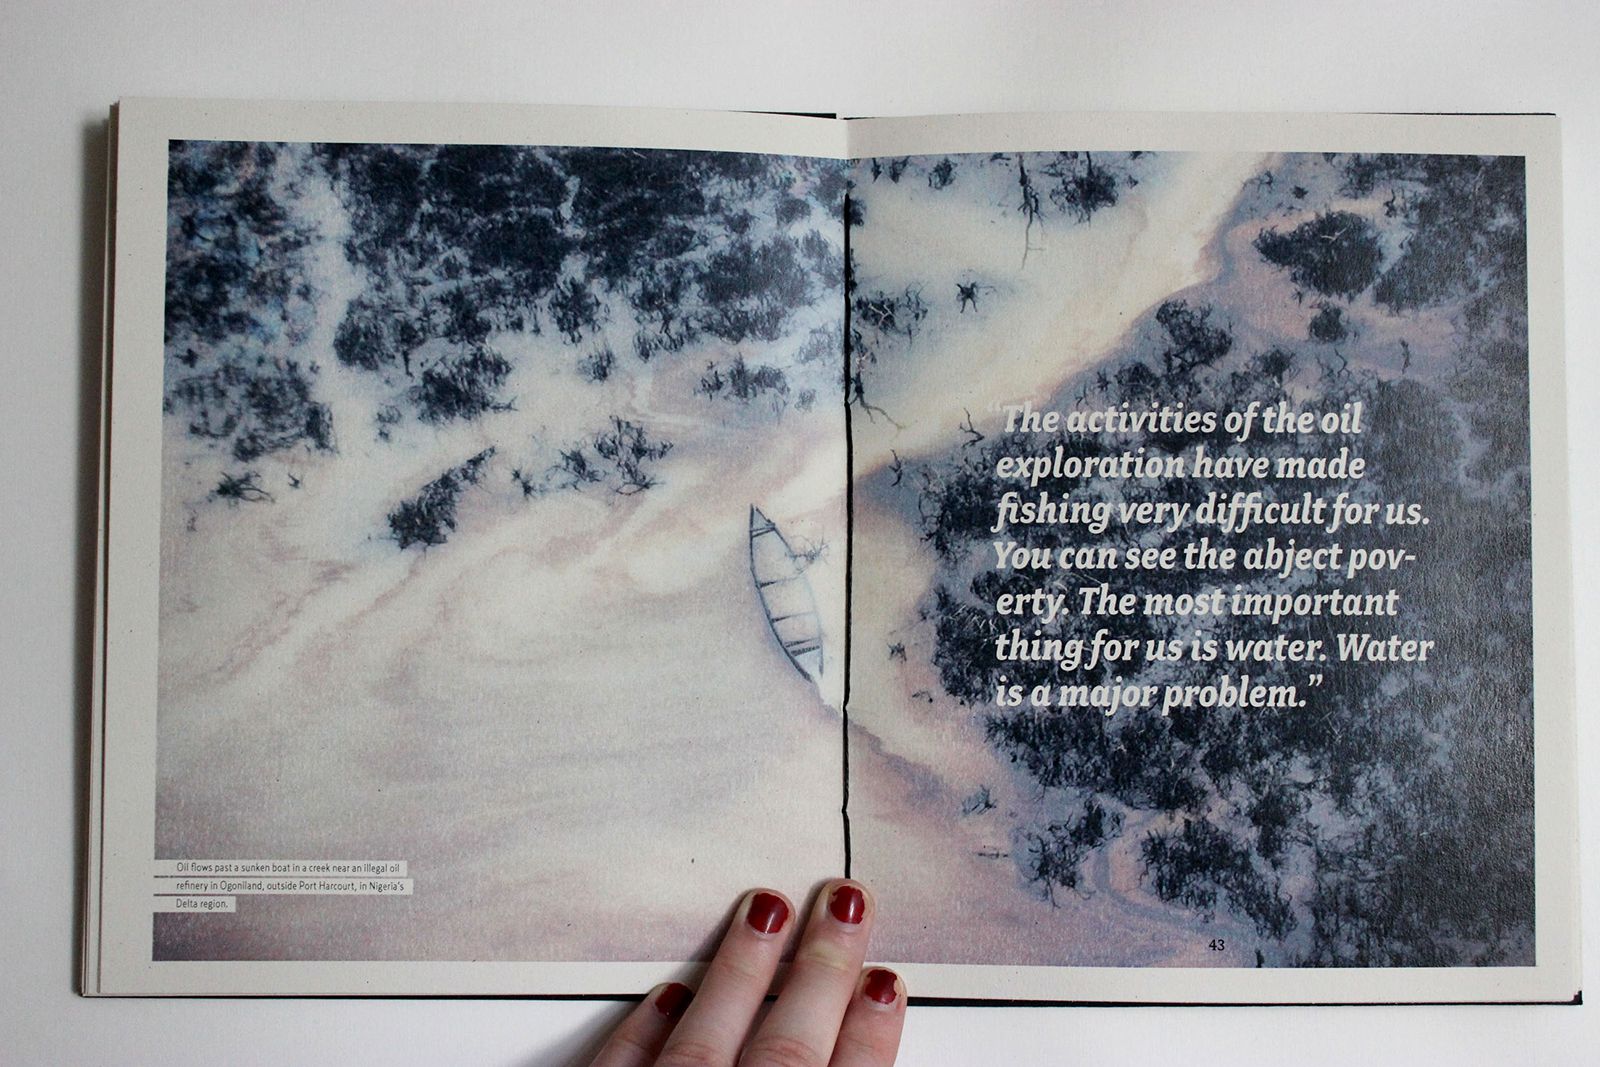 Oil flows past a sunken boat in a creek near an illegal oil
refinery in Ogoniland, outside Port Harcourt, in Nigeria's
Delta region.
“The activities of the oil
exploration have made
fishing very difficult for us.
You can see the abject pov-
erty. The most important
thing for us is water. Water
is a major problem.”
43